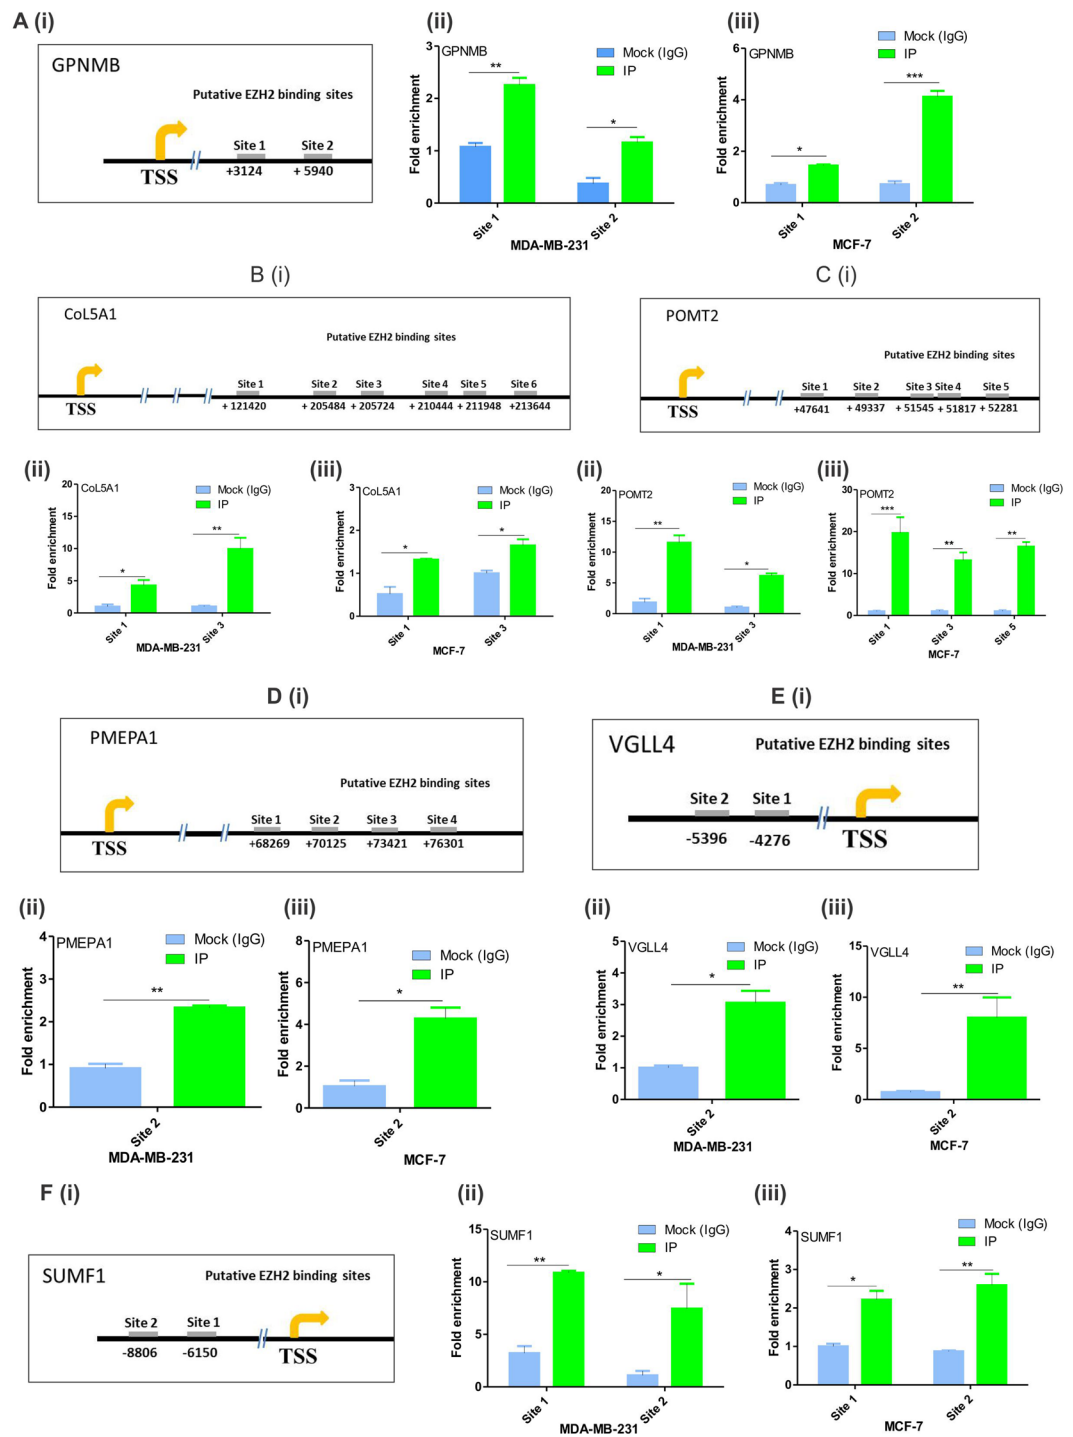 A (i)
GPNMB
Putative EZH2 binding sites
Site 1
Site 2
TSS
+3124
+ 5940
(ii)
GPNMB
Mock (IgG)
IP
Fold enrichment
3
2
1
0
**
*
Site 1
Site 2
MDA-MB-231
(iii)
GPNMB
Mock (IgG)
IP
Fold enrichment
6
4
2
0
*
***
Site 1
Site 2
MCF-7
B (i)
CoL5A1
Putative EZH2 binding sites
Site 1
Site 2
Site 3
Site 4
Site 5
Site 6
TSS
+ 121420
+ 205484
+ 205724
+ 210444
+ 211948
+213644
C (i)
POMT2
Putative EZH2 binding sites
Site 1
Site 2
Site 3
Site 4
Site 5
TSS
+47641
+ 49337
+ 51545
+ 51817
+ 52281
(ii)
CoL5A1
Mock (IgG)
IP
Fold enrichment
20
15
10
5
0
*
**
Site 1
Site 3
MDA-MB-231
(iii)
CoL5A1
Mock (IgG)
IP
Fold enrichment
3
2
1
0
*
*
Site 1
Site 3
MCF-7
(ii)
POMT2
Mock (IgG)
IP
Fold enrichment
20
15
10
5
0
**
*
Site 1
Site 3
MDA-MB-231
(iii)
POMT2
Mock (IgG)
IP
Fold enrichment
30
20
10
0
***
**
**
Site 1
Site 3
Site 5
MCF-7
D (i)
PMEPA1
Putative EZH2 binding sites
Site 1
Site 2
Site 3
Site 4
TSS
+68269
+70125
+73421
+76301
E (i)
VGLL4
Putative EZH2 binding sites
Site 2
Site 1
-5396
-4276
TSS
(ii)
PMEPA1
Mock (IgG)
IP
Fold enrichment
4
3
2
1
0
**
Site 2
MDA-MB-231
(iii)
PMEPA1
Mock (IgG)
IP
Fold enrichment
8
6
4
2
0
*
Site 2
MCF-7
(ii)
VGLL4
Mock (IgG)
IP
Fold enrichment
5
4
3
2
1
0
*
Site 2
MDA-MB-231
(iii)
VGLL4
Mock (IgG)
IP
Fold enrichment
15
10
5
0
**
Site 2
MCF-7
F (i)
SUMF1
Putative EZH2 binding sites
Site 2
Site 1
-8806
-6150
TSS
(ii)
SUMF1
Mock (IgG)
IP
Fold enrichment
15
10
5
0
**
*
Site 1
Site 2
MDA-MB-231
(iii)
SUMF1
Mock (IgG)
IP
Fold enrichment
4
3
2
1
0
*
**
Site 1
Site 2
MCF-7